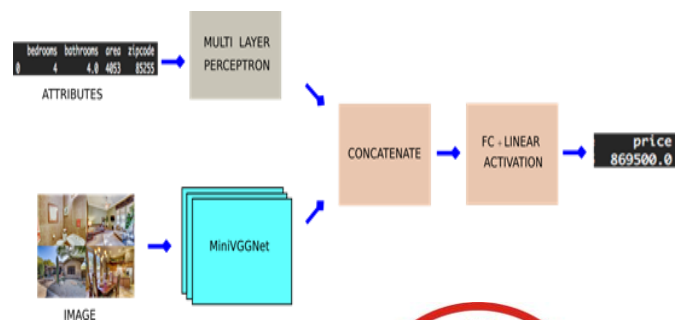 bedrooms bathrooms area zipcode
0 4 4.0 4053 85255
ATTRIBUTES
MULTI LAYER
PERCEPTRON
CONCATENATE
FC + LINEAR
ACTIVATION
price
869500.0
MiniVGGNet
IMAGE